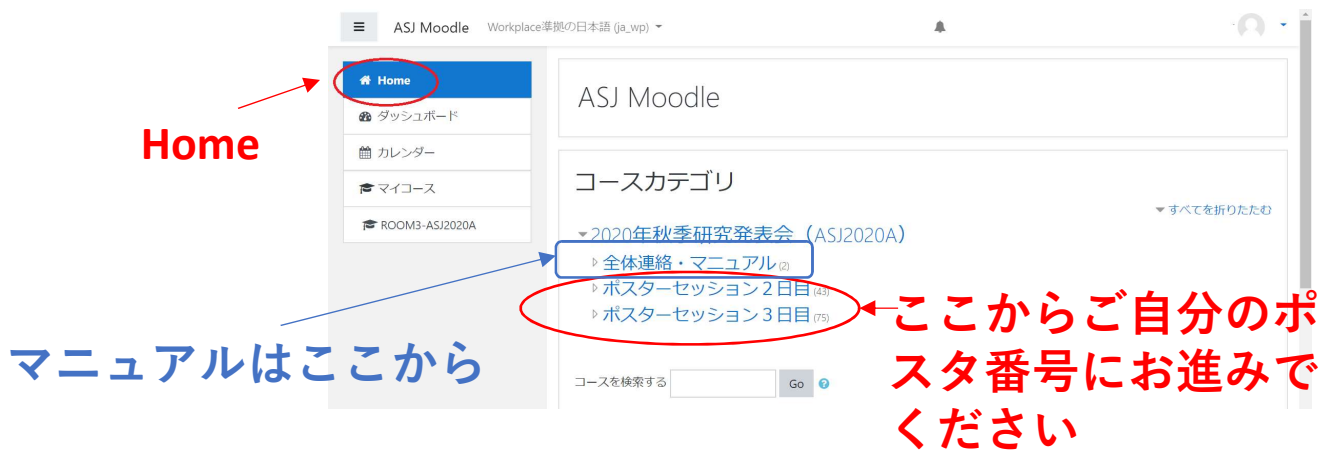 ASJ Moodle Workplace準拠の日本語 (ja_wp)
Home
ダッシュボード
カレンダー
マイコース
ROOM3-ASJ2020A
Home
マニュアルはここから
ASJ Moodle
コースカテゴリ
すべてを折りたたむ
2020年秋季研究発表会（ASJ2020A）
全体連絡・マニュアル (2)
ポスターセッション２日目 (43)
ポスターセッション３日目 (75)
コースを検索する Go
ここからご自分のポ
スタ番号にお進みで
ください